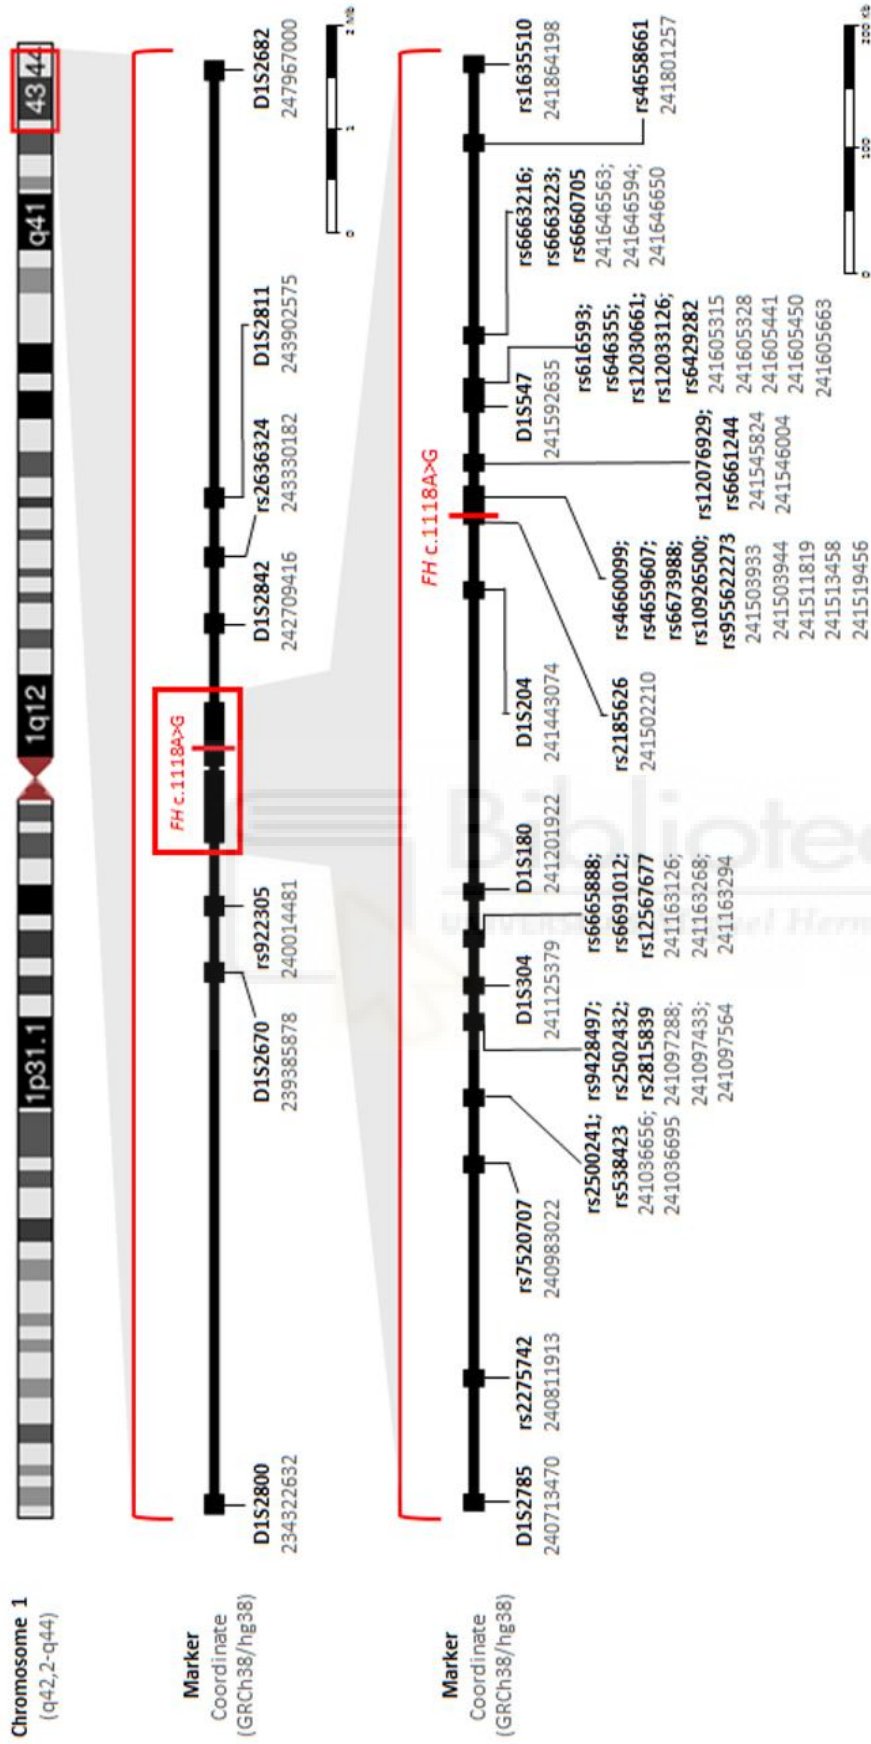 Chromosome 1
(q42,2-q44)
1p31.1
1q12
q41
43
44
Marker
Coordinate
(GRCh38/hg38)
D1S2800
234322632
D1S2670
239385878
rs922305
240014481
FH c.1118A>G
D1S2842
242709416
rs2636324
243330182
D1S2811
243902575
D1S2682
247967000
0
1
2 Mb
Marker
Coordinate
(GRCh38/hg38)
D1S2785
240713470
rs2275742
240811913
rs7520707
240983022
rs2500241;
rs538423
241036656;
241036695
rs9428497;
rs2502432;
rs2815839
241097288;
241097433;
241097564
D1S304
241125379
rs6665888;
rs6691012;
rs12567677
241163126;
241163268;
241163294
D1S180
241201922
D1S204
241443074
rs2185626
241502210
FH c.1118A>G
rs4660099;
rs4659607;
rs6673988;
rs10926500;
rs955622273
241503933
241503944
241511819
241513458
241519456
rs12076929;
rs6661244
241545824
241546004
D1S547
241592635
rs616593;
rs646355;
rs12030661;
rs12033126;
rs6429282
241605315
241605328
241605441
241605450
241605663
rs6663216;
rs6663223;
rs6660705
241646563;
241646594;
241646650
rs4658661
241801257
rs1635510
241864198
0
100
200 Kb
Bibliotec